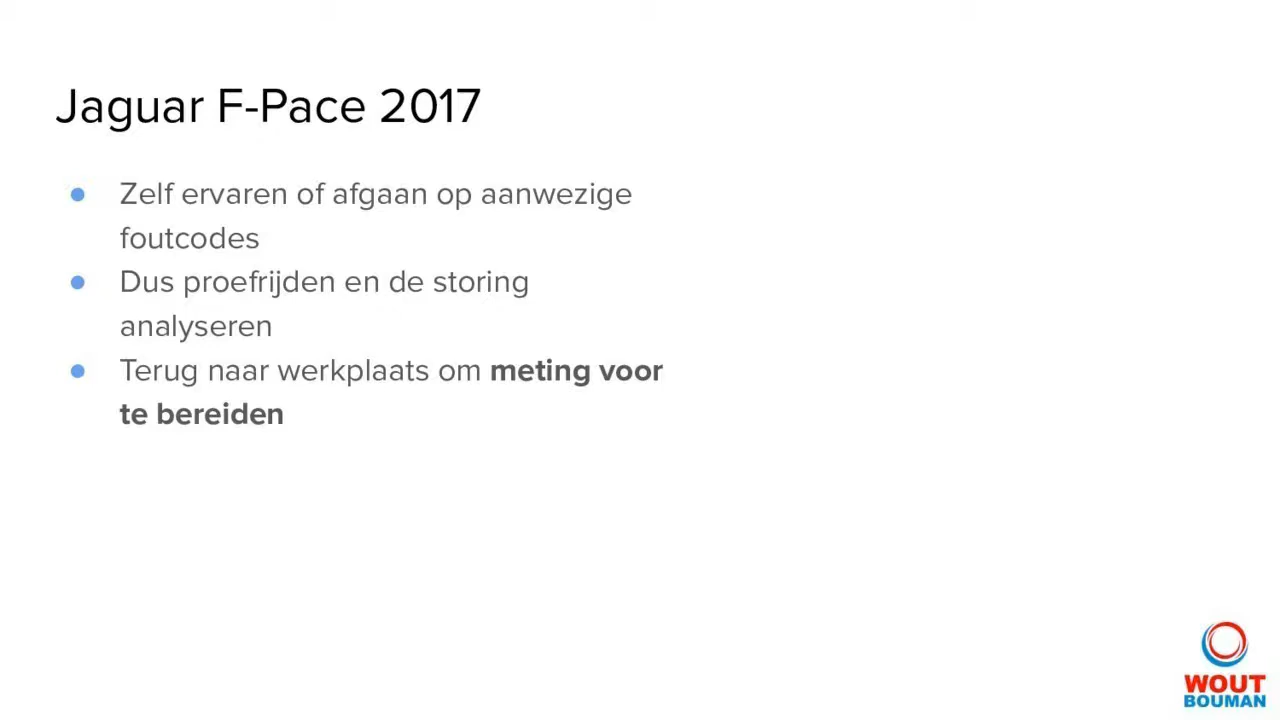 Jaguar F-Pace 2017
● Zelf ervaren of afgaan op aanwezige
foutcodes
● Dus proefrijden en de storing
analyseren
● Terug naar werkplaats om meting voor
te bereiden
WOUT
BOUMAN